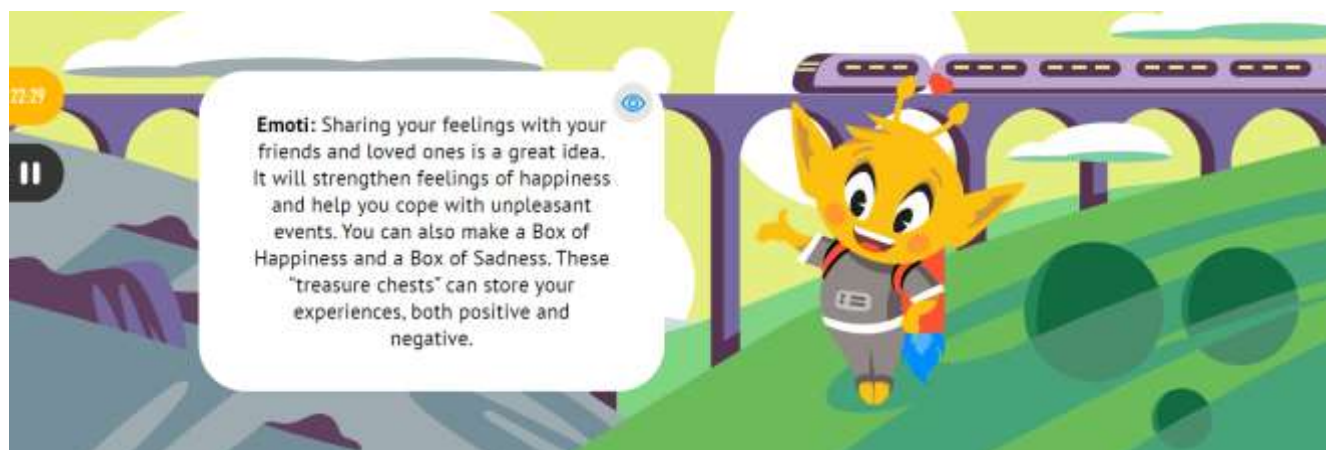 22:29
Emoti: Sharing your feelings with your
friends and loved ones is a great idea.
It will strengthen feelings of happiness
and help you cope with unpleasant
events. You can also make a Box of
Happiness and a Box of Sadness. These
“treasure chests” can store your
experiences, both positive and
negative.